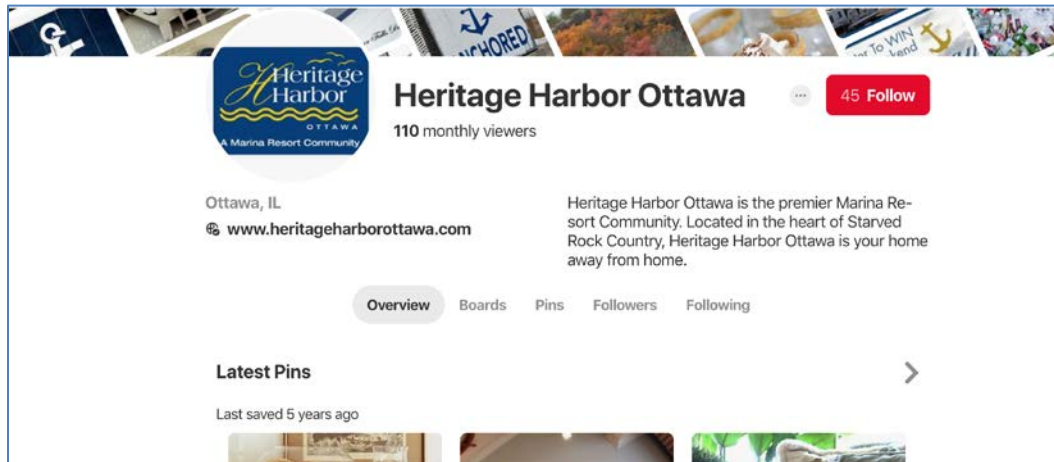 ANCHORED
To WIN
Heritage
Harbor
OTTAWA
A Marina Resort Community
Heritage Harbor Ottawa
45 Follow
110 monthly viewers
Ottawa, IL
www.heritageharborottawa.com
Heritage Harbor Ottawa is the premier Marina Re-
sort Community. Located in the heart of Starved
Rock Country, Heritage Harbor Ottawa is your home
away from home.
Overview Boards Pins Followers Following
Latest Pins
Last saved 5 years ago